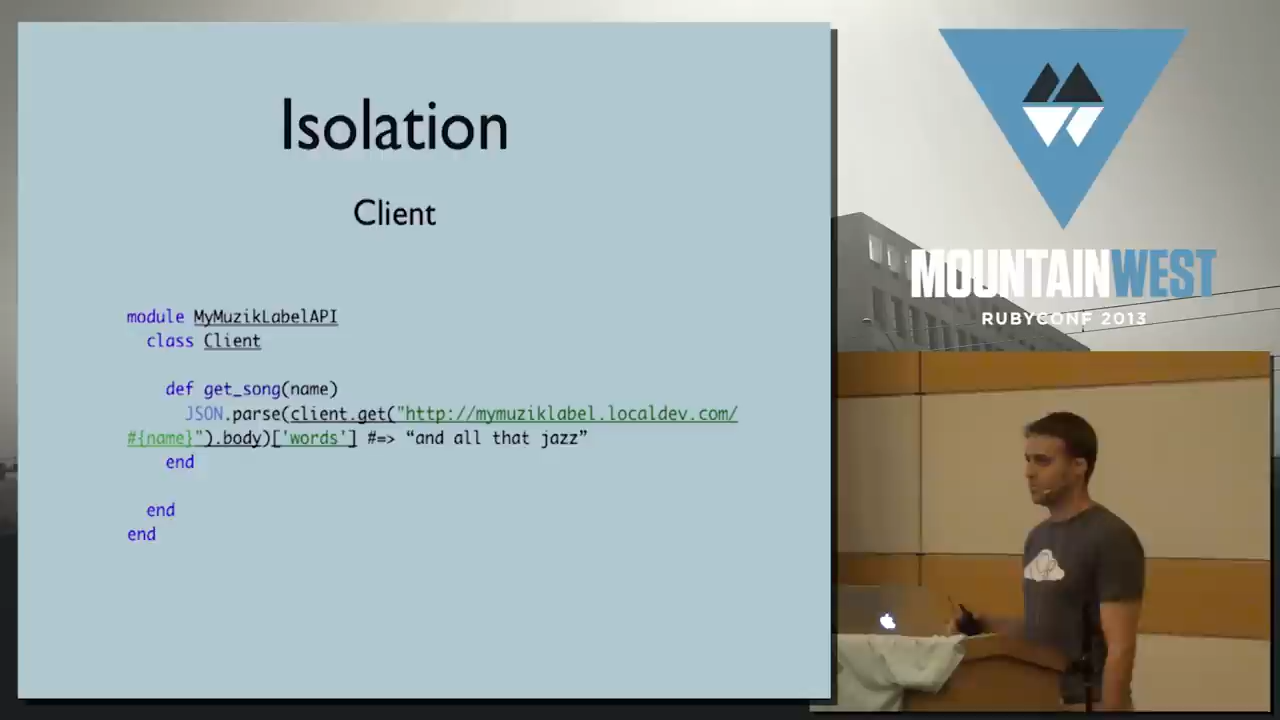 Isolation
Client
module MyMuzikLabelAPI
class Client
def get_song(name)
JSON.parse(client.get("http://mymuziklabel.localdev.com/
#{name}").body)['words'] #=> “and all that jazz”
end
end
end
MOUNTAINWEST
RUBYCONF 2013